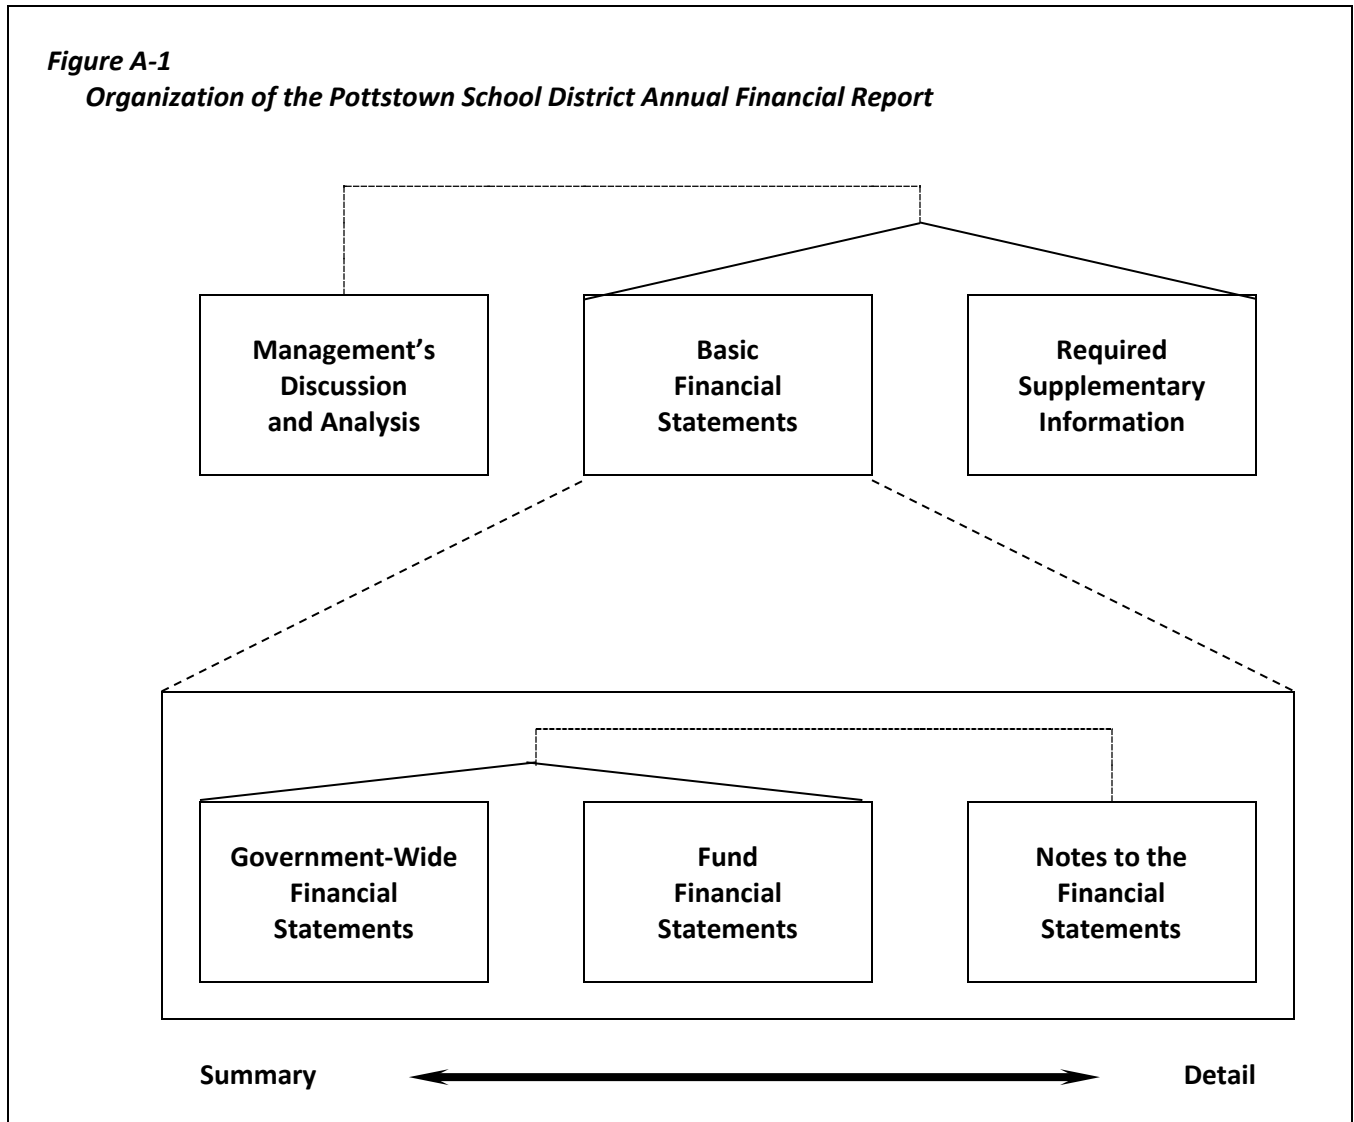 Figure A-1
Organization of the Pottstown School District Annual Financial Report
Management’s
Discussion
and Analysis
Basic
Financial
Statements
Required
Supplementary
Information
Government-Wide
Financial
Statements
Fund
Financial
Statements
Notes to the
Financial
Statements
Summary
Detail